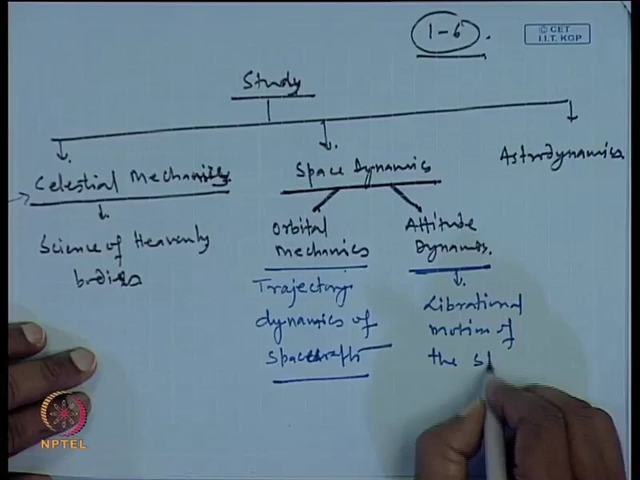 1-6
© CET
I.I.T. KGP
Study
Celestial Mechanics
Space Dynamics
Astrodynamics
Science of Heavenly
bodies
Orbital
Mechanics
Trajectory
dynamics of
spacecraft
Attitude
Dynamics.
Librational
motion of
the s
NPTEL